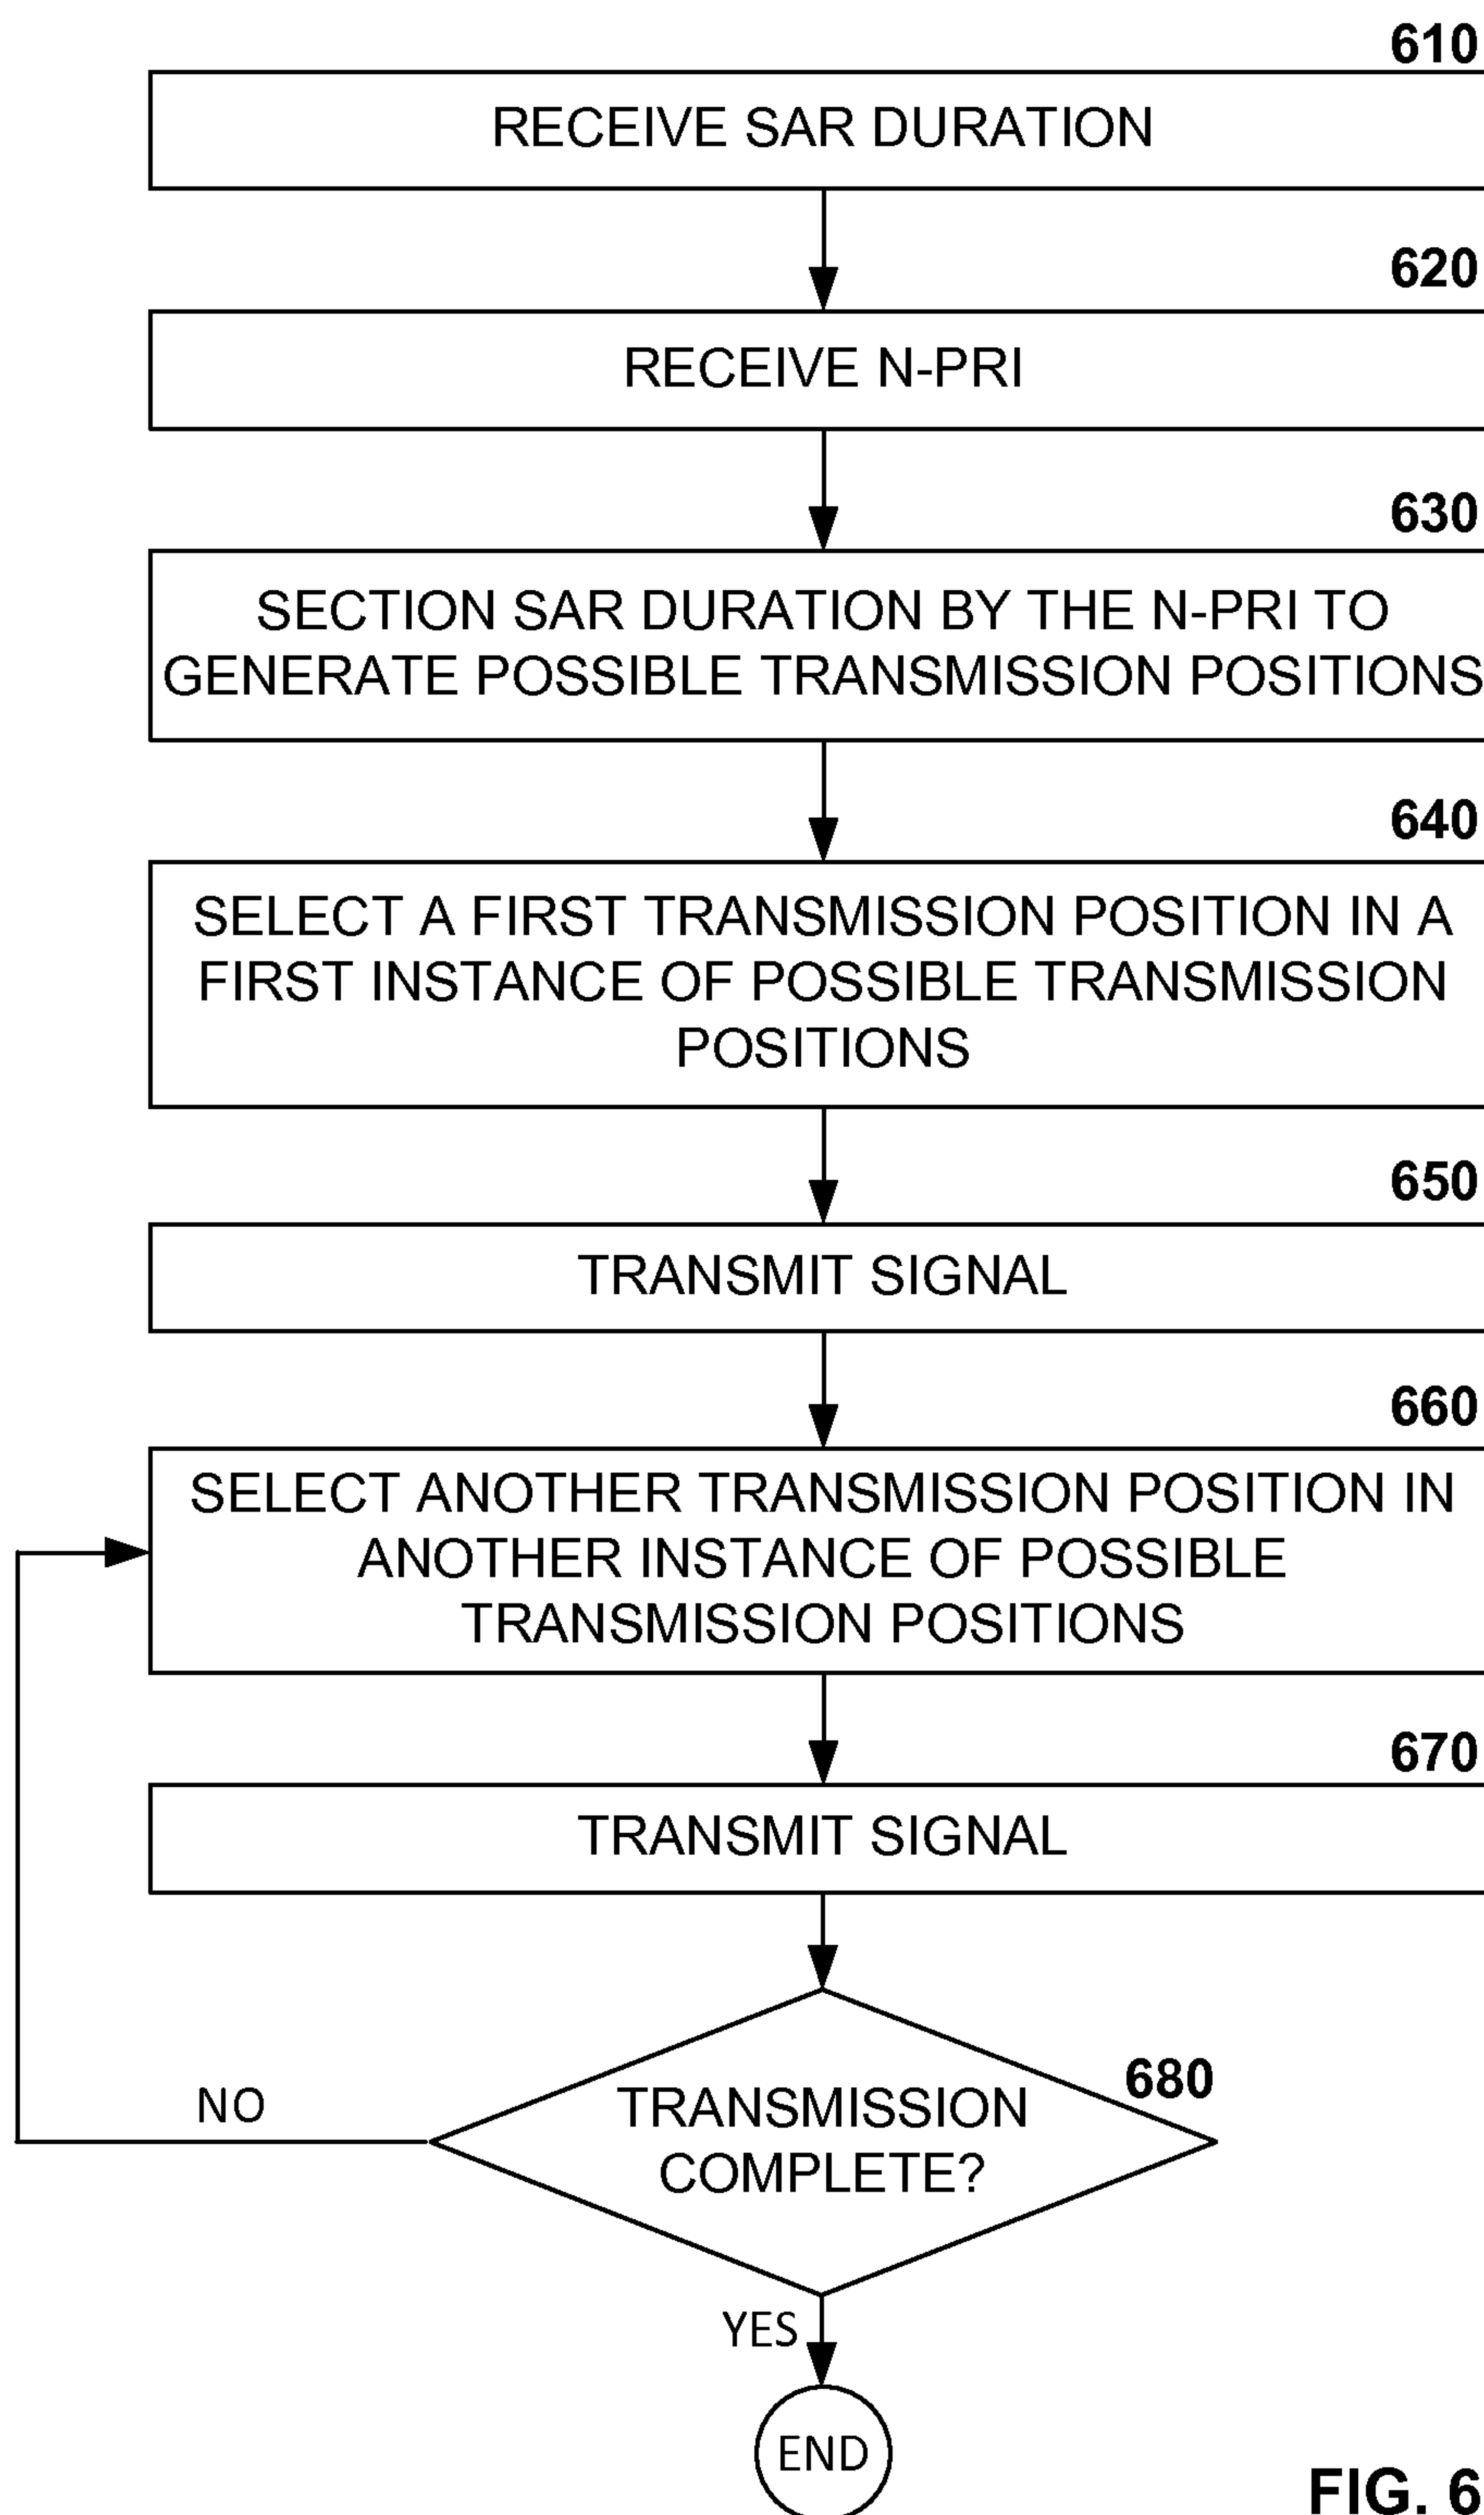 610
RECEIVE SAR DURATION
620
RECEIVE N-PRI
630
SECTION SAR DURATION BY THE N-PRI TO
GENERATE POSSIBLE TRANSMISSION POSITIONS
640
SELECT A FIRST TRANSMISSION POSITION IN A
FIRST INSTANCE OF POSSIBLE TRANSMISSION
POSITIONS
650
TRANSMIT SIGNAL
660
SELECT ANOTHER TRANSMISSION POSITION IN
ANOTHER INSTANCE OF POSSIBLE
TRANSMISSION POSITIONS
670
TRANSMIT SIGNAL
680
NO
TRANSMISSION
COMPLETE?
YES
END
FIG. 6